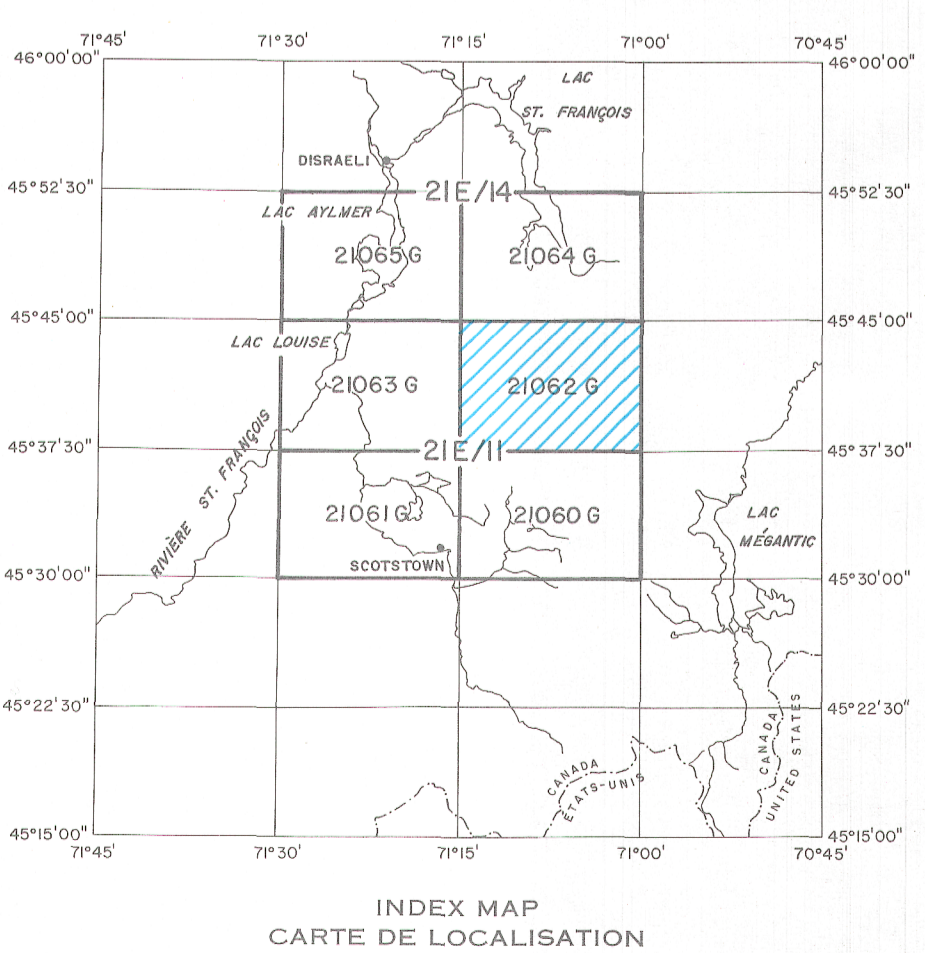 71°45' 71°30' 71°15' 71°00' 70°45'
46°00'00" 46°00'00"
LAC
ST. FRANÇOIS
DISRAELI
45°52'30" 21E/14 45°52'30"
LAC AYLMER
21065 G 21064 G
45°45'00" 45°45'00"
LAC LOUISE
21063 G 21062 G
RIVIÈRE ST. FRANÇOIS
45°37'30" 21E/11 45°37'30"
21061 G 21060 G
LAC
MÉGANTIC
SCOTSTOWN
45°30'00" 45°30'00"
45°22'30" 45°22'30"
CANADA
ÉTATS-UNIS
CANADA
UNITED STATES
45°15'00" 45°15'00"
71°45' 71°30' 71°15' 71°00' 70°45'
INDEX MAP
CARTE DE LOCALISATION